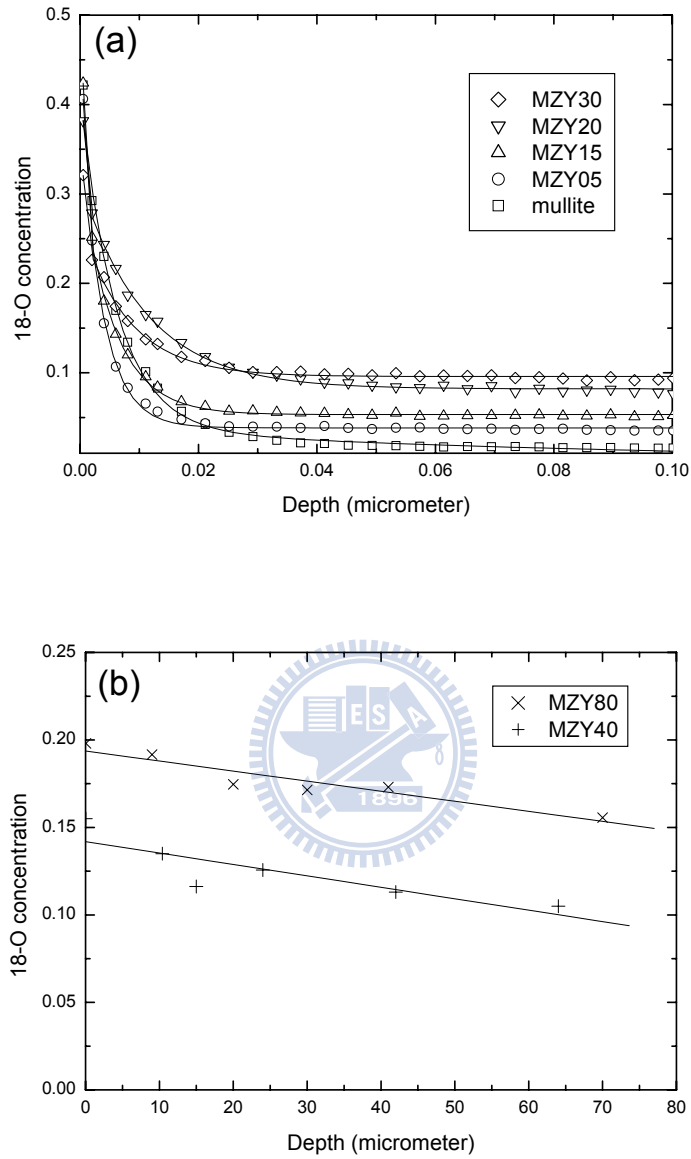 (a)
0.5
0.4
0.3
0.2
0.1
18-O concentration
MZY30
MZY20
MZY15
MZY05
mullite
0.00 0.02 0.04 0.06 0.08 0.10
Depth (micrometer)
(b)
0.25
0.20
0.15
0.10
0.05
0.00
18-O concentration
MZY80
MZY40
E S A
1896
0 10 20 30 40 50 60 70 80
Depth (micrometer)